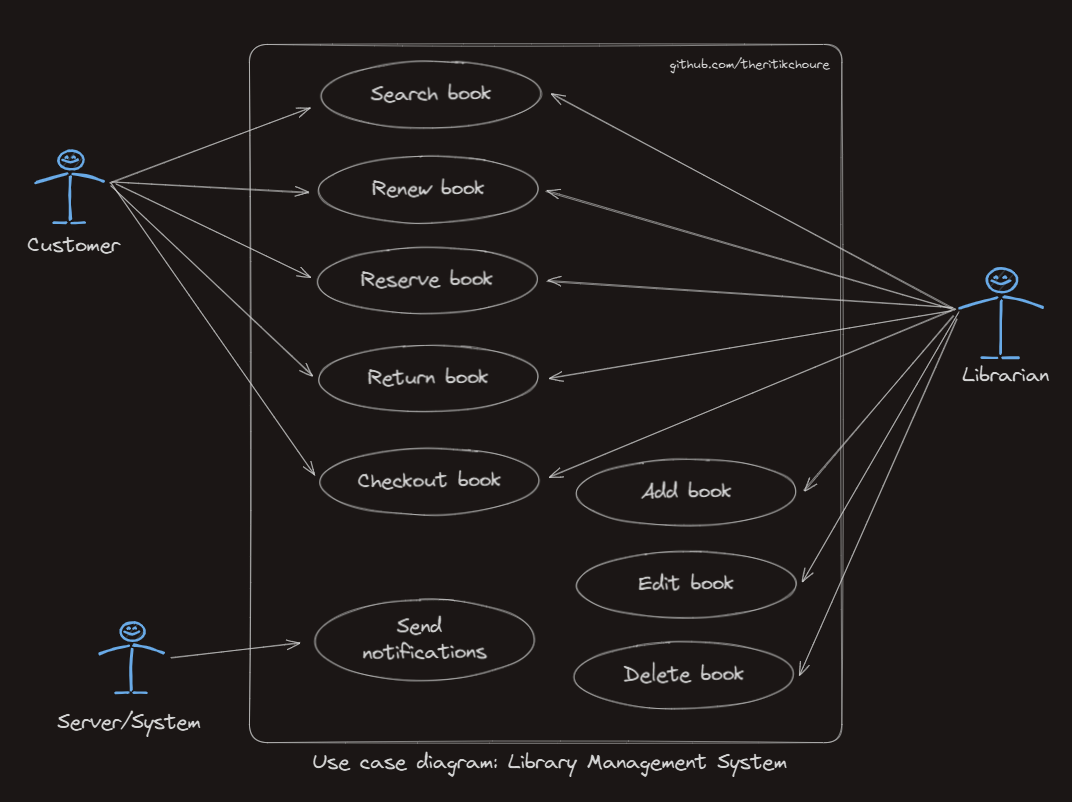 github.com/theritikchoure
Search book
Renew book
Customer
Reserve book
Return book
Librarian
Checkout book
Add book
Edit book
Send
notifications
Delete book
Server/System
Use case diagram: Library Management System